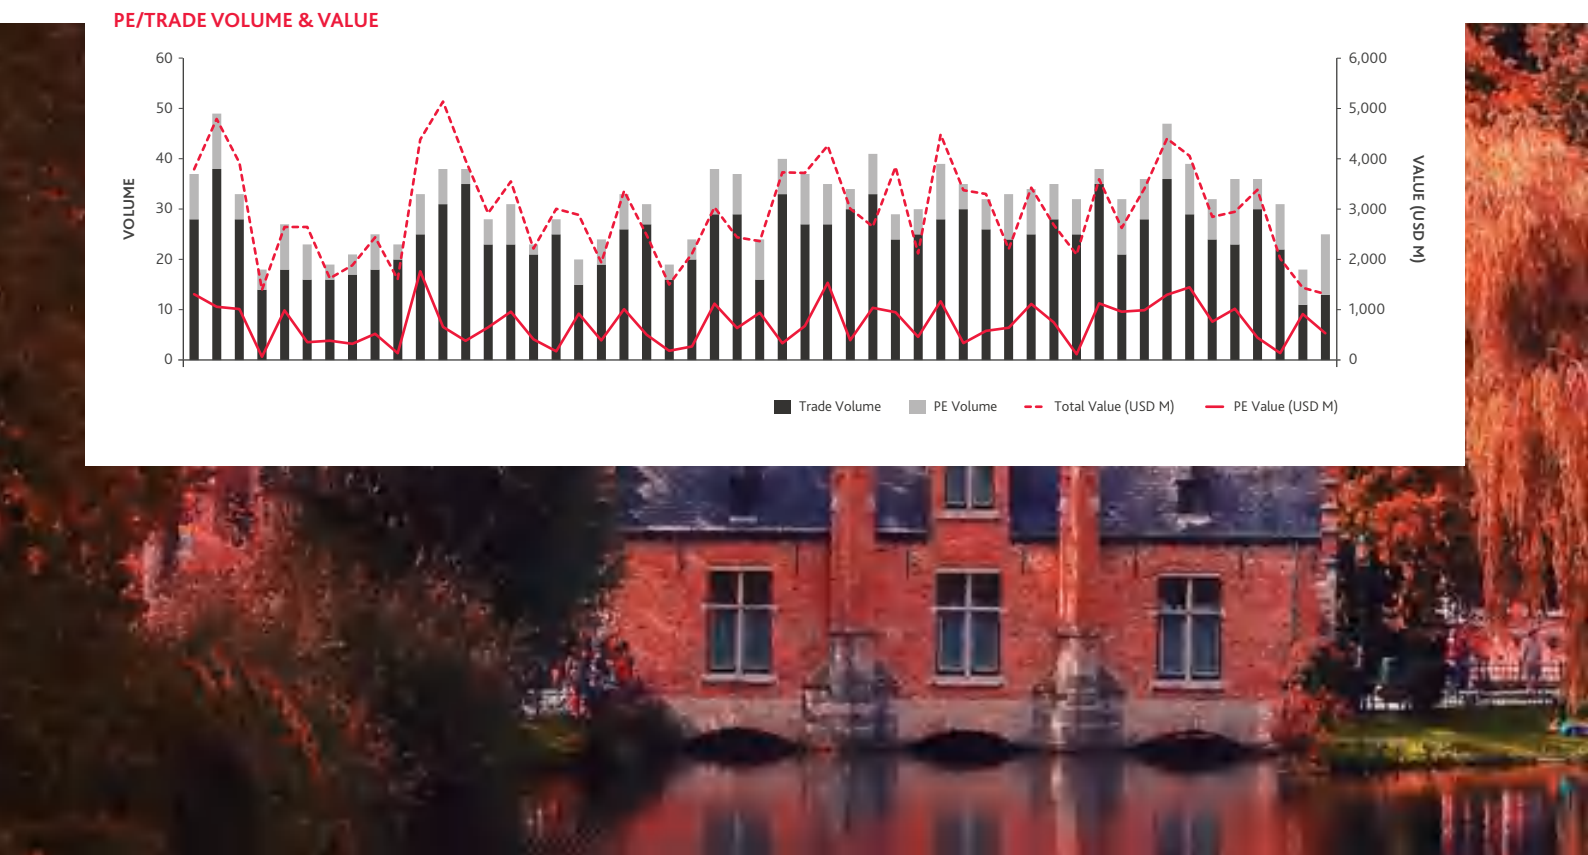 PE/TRADE VOLUME & VALUE
60
50
40
30
20
10
0
VOLUME
6,000
5,000
4,000
3,000
2,000
1,000
0
VALUE (USD M)
Trade Volume
PE Volume
Total Value (USD M)
PE Value (USD M)